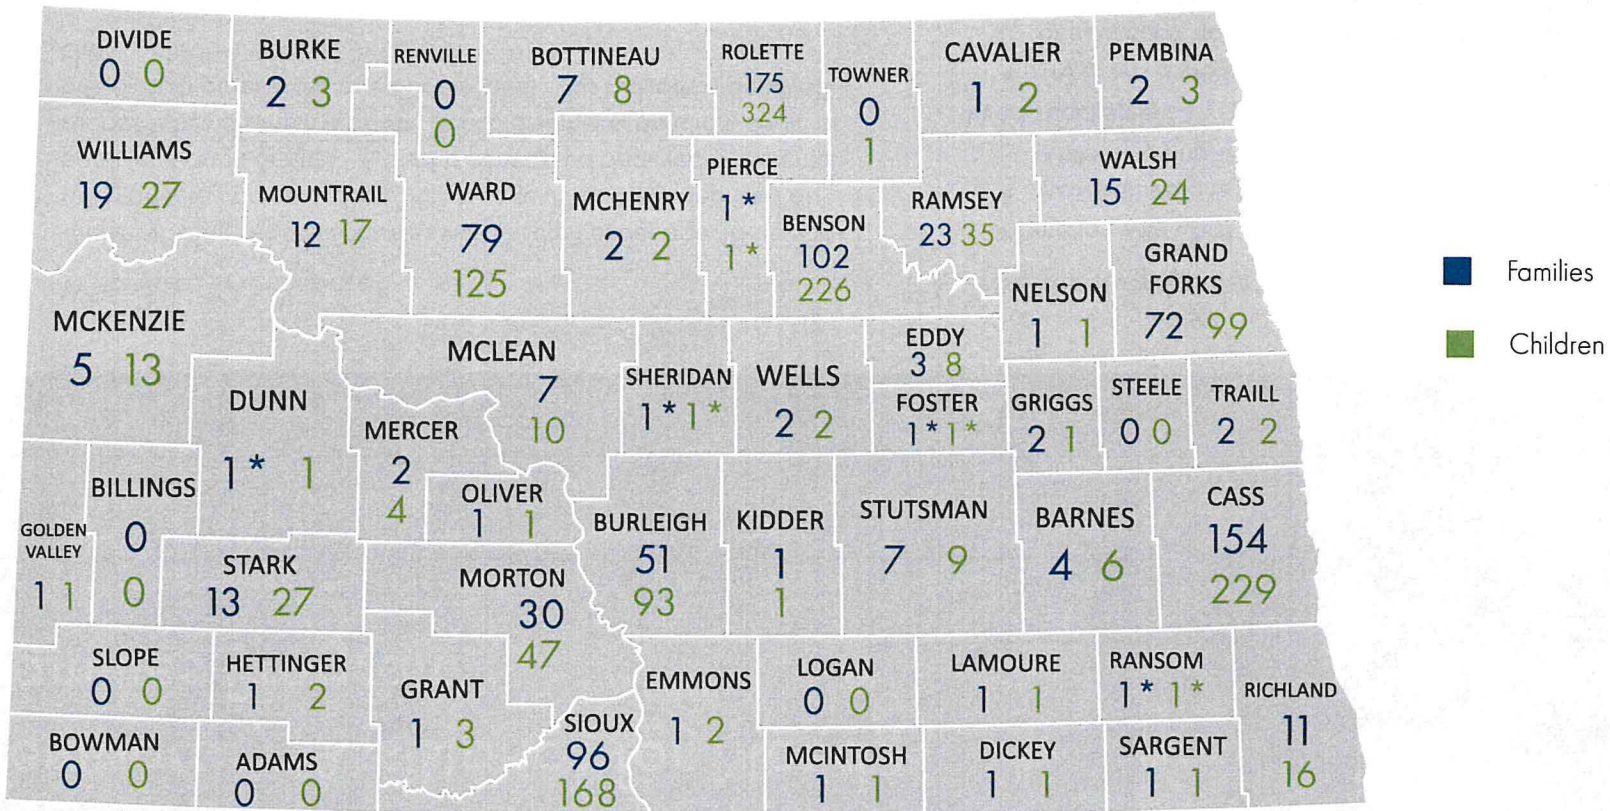 DIVIDE
0 0
BURKE
2 3
RENVILLE
0
0
BOTTINEAU
7 8
ROLETTE
175
324
TOWNER
0
1
CAVALIER
1 2
PEMBINA
2 3
WILLIAMS
19 27
MOUNTRAIL
12 17
WARD
79
125
MCHENRY
2 2
PIERCE
1*
1*
BENSON
102
226
RAMSEY
23 35
WALSH
15 24
NELSON
1 1
GRAND
FORKS
72 99
Families
Children
MCKENZIE
5 13
DUNN
1* 1
MCLEAN
7
10
MERCER
2
4
OLIVER
1 1
SHERIDAN
1* 1*
WELLS
2 2
EDDY
3 8
FOSTER
1* 1*
GRIGGS
2 1
STEELE
0 0
TRAILL
2 2
GOLDEN
VALLEY
1 1
BILLINGS
0
0
STARK
13 27
MORTON
30
47
BURLEIGH
51
93
KIDDER
1
1
STUTSMAN
7 9
BARNES
4 6
CASS
154
229
SLOPE
0 0
HETTINGER
1 2
GRANT
1 3
SIOUX
96
168
EMMONS
1 2
LOGAN
0 0
LAMOURE
1 1
RANSOM
1* 1*
RICHLAND
11
16
BOWMAN
0 0
ADAMS
0 0
MCINTOSH
1 1
DICKEY
1 1
SARGENT
1 1